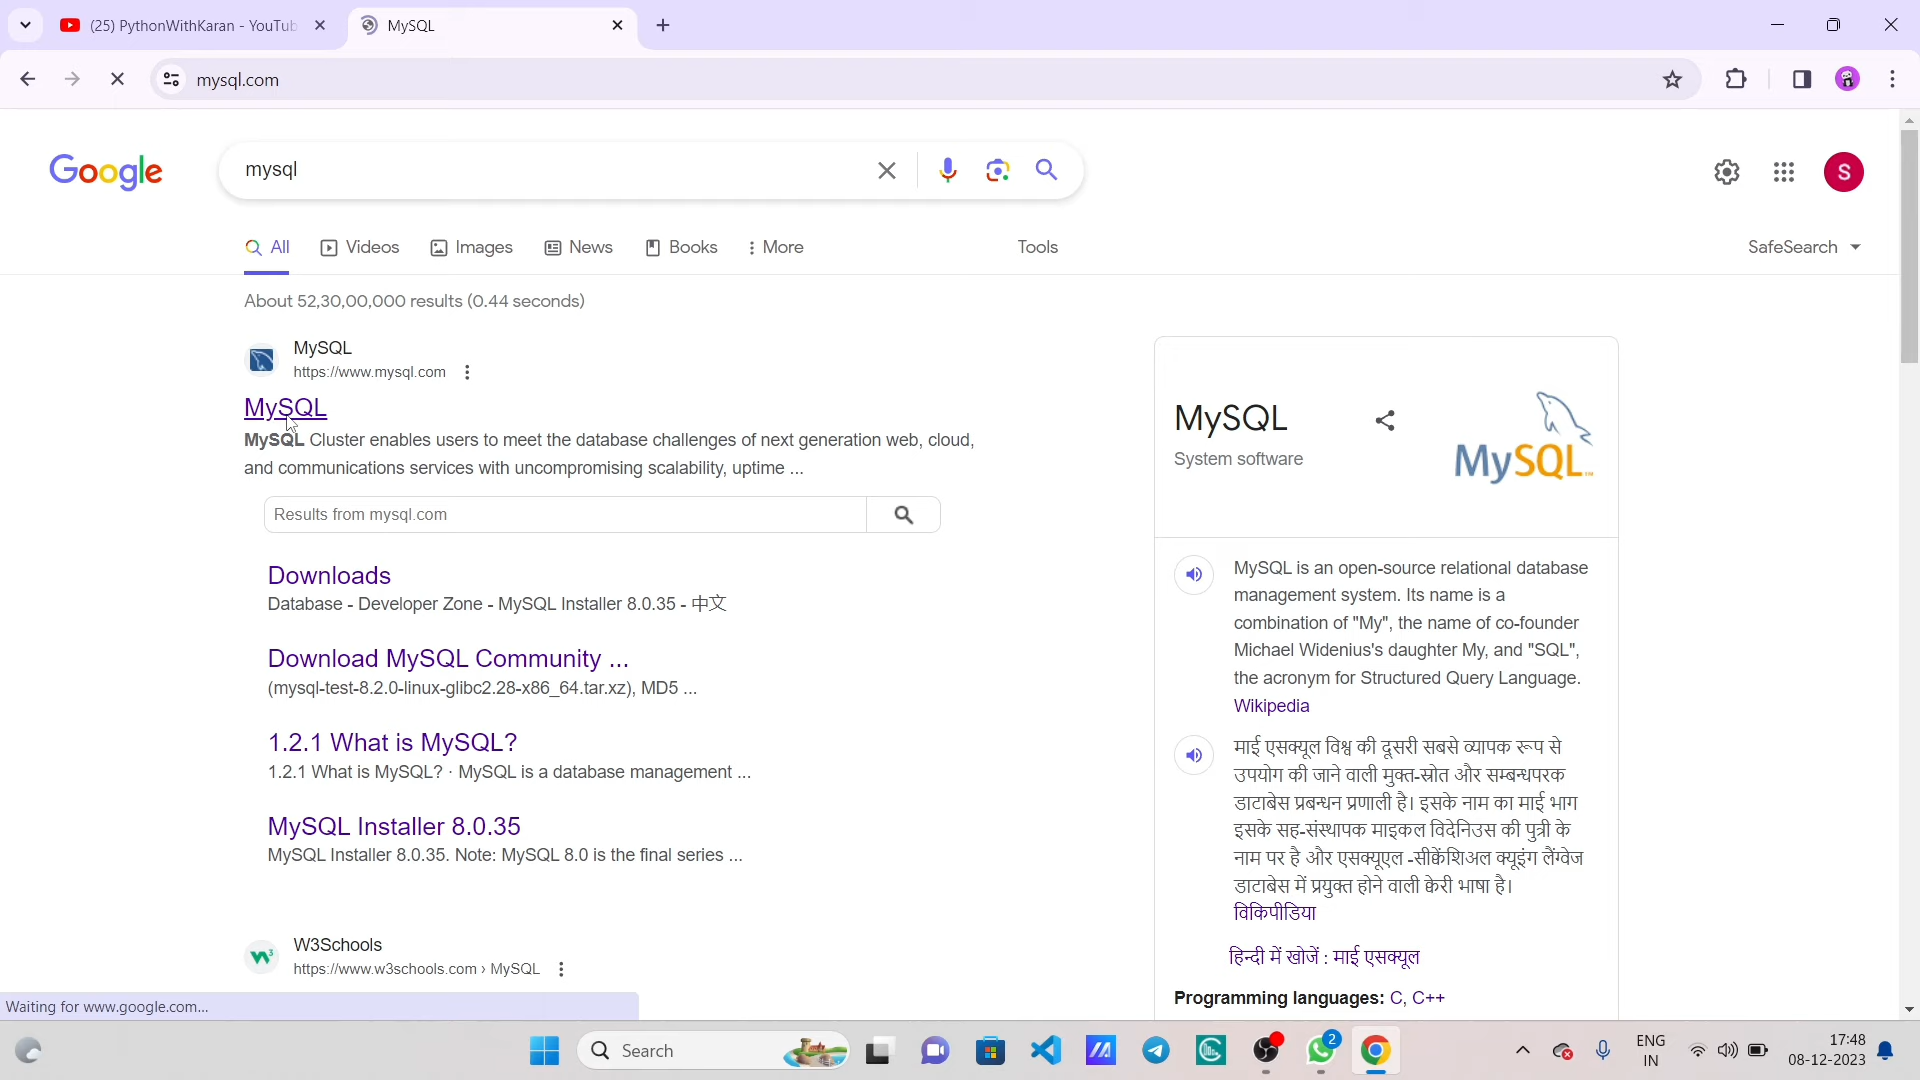 (25) PythonWithKaran - YouTub
MySQL
mysql.com
Google
mysql
S
All
Videos
Images
News
Books
More
Tools
SafeSearch
About 52,30,00,000 results (0.44 seconds)
MySQL
https://www.mysql.com
MySQL
MySQL Cluster enables users to meet the database challenges of next generation web, cloud,
and communications services with uncompromising scalability, uptime ...
Results from mysql.com
Downloads
Database - Developer Zone - MySQL Installer 8.0.35 - 中文
Download MySQL Community ...
(mysql-test-8.2.0-linux-glibc2.28-x86_64.tar.xz), MD5 ...
1.2.1 What is MySQL?
1.2.1 What is MySQL? · MySQL is a database management ...
MySQL Installer 8.0.35
MySQL Installer 8.0.35. Note: MySQL 8.0 is the final series ...
W3Schools
https://www.w3schools.com › MySQL
MySQL
System software
MySQL™
MySQL is an open-source relational database
management system. Its name is a
combination of "My", the name of co-founder
Michael Widenius's daughter My, and "SQL",
the acronym for Structured Query Language.
Wikipedia
माई एसक्यूल विश्व की दूसरी सबसे व्यापक रूप से
उपयोग की जाने वाली मुक्त-स्रोत और सम्बन्धपरक
डाटाबेस प्रबन्धन प्रणाली है। इसके नाम का माई भाग
इसके सह-संस्थापक माइकल विदेनिउस की पुत्री के
नाम पर है और एसक्यूएल -सीक्वेंशिअल क्यूइंग लैंग्वेज
डाटाबेस में प्रयुक्त होने वाली क्वेरी भाषा है।
विकिपीडिया
हिन्दी में खोजें : माई एसक्यूल
Programming languages: C, C++
Waiting for www.google.com...
Search
2
ENG
IN
17:48
08-12-2023